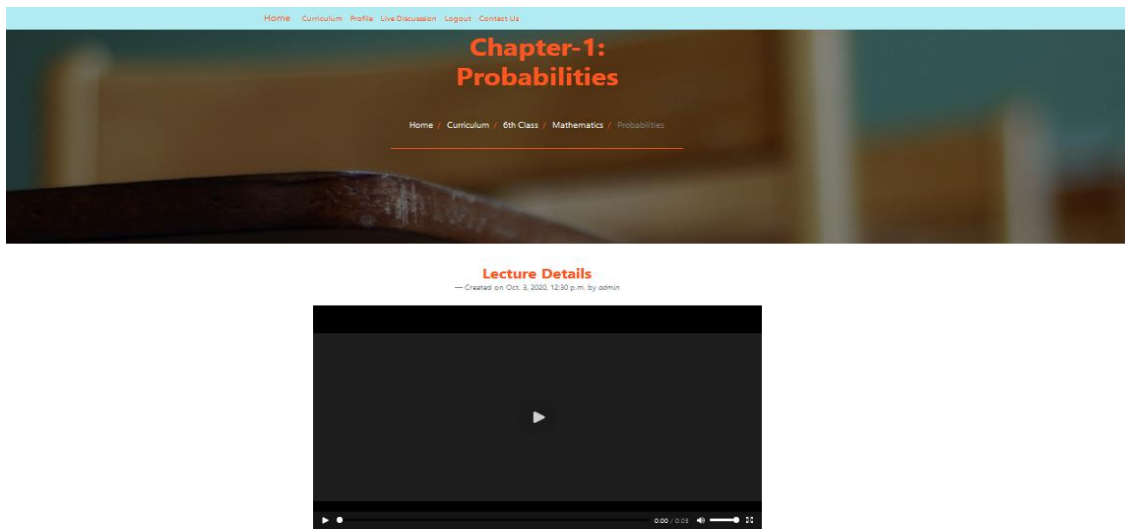 Home Curriculum Profile Live Discussion Logout Contact Us
Chapter-1:
Probabilities
Home / Curriculum / 6th Class / Mathematics / Probabilities
Lecture Details
— Created on Oct. 3, 2020, 12:30 p.m. by admin
0:00 / 0:08